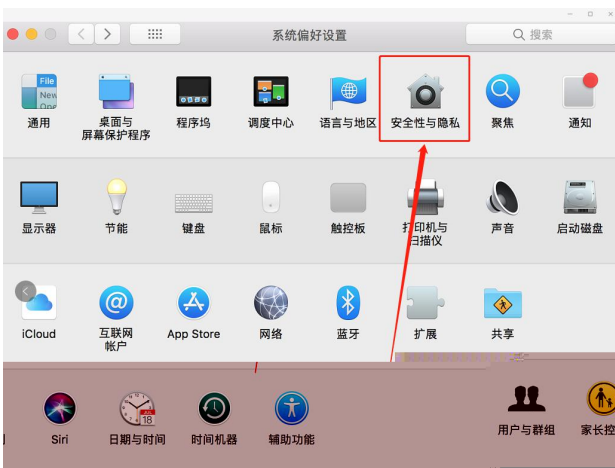 系统偏好设置
搜索
File
New
通用
桌面与
屏幕保护程序
程序坞
调度中心
语言与地区
安全性与隐私
聚焦
通知
显示器
节能
键盘
鼠标
触控板
打印机与
扫描仪
声音
启动磁盘
iCloud
互联网
帐户
App Store
网络
蓝牙
扩展
共享
18
Siri
日期与时间
时间机器
辅助功能
用户与群组
家长控